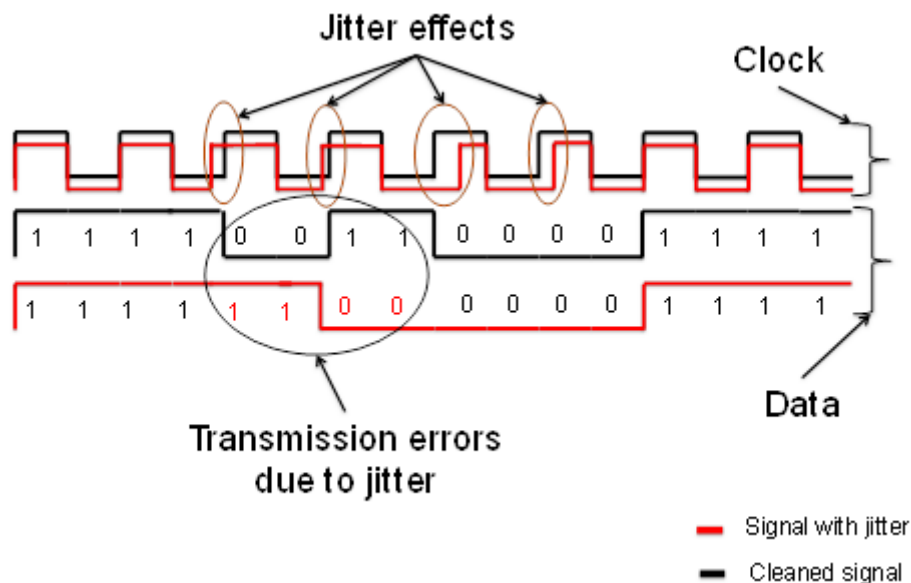 Jitter effects
Clock
1 1 1 1 0 0 1 1 0 0 0 0 1 1 1 1
1 1 1 1 1 1 0 0 0 0 0 0 1 1 1 1
Data
Transmission errors
due to jitter
Signal with jitter
Cleaned signal